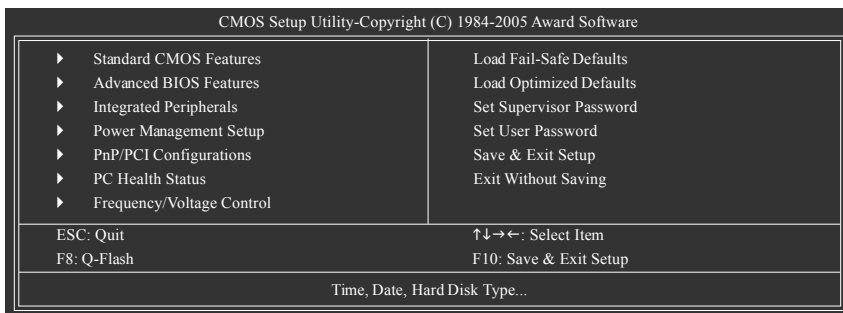 CMOS Setup Utility-Copyright (C) 1984-2005 Award Software
Standard CMOS Features
Advanced BIOS Features
Integrated Peripherals
Power Management Setup
PnP/PCI Configurations
PC Health Status
Frequency/Voltage Control
Load Fail-Safe Defaults
Load Optimized Defaults
Set Supervisor Password
Set User Password
Save & Exit Setup
Exit Without Saving
ESC: Quit
↑↓→←: Select Item
F8: Q-Flash
F10: Save & Exit Setup
Time, Date, Hard Disk Type...